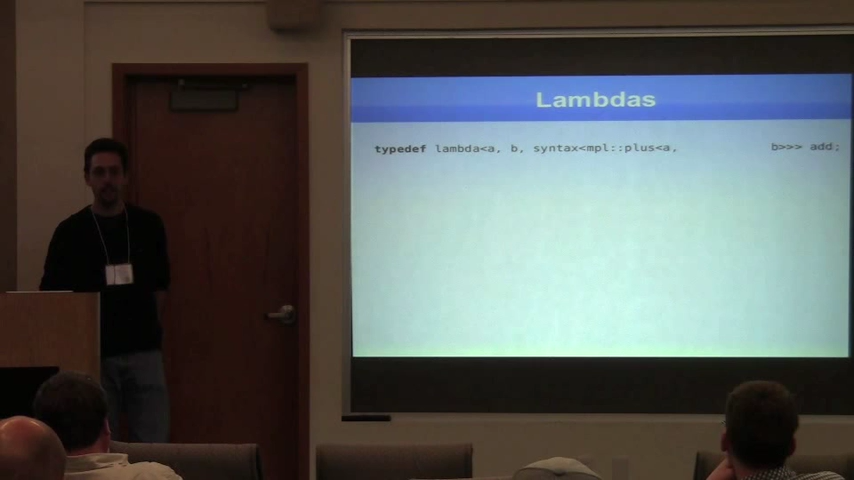 Lambdas
typedef lambda<a, b, syntax<mpl::plus<a, b>>> add;